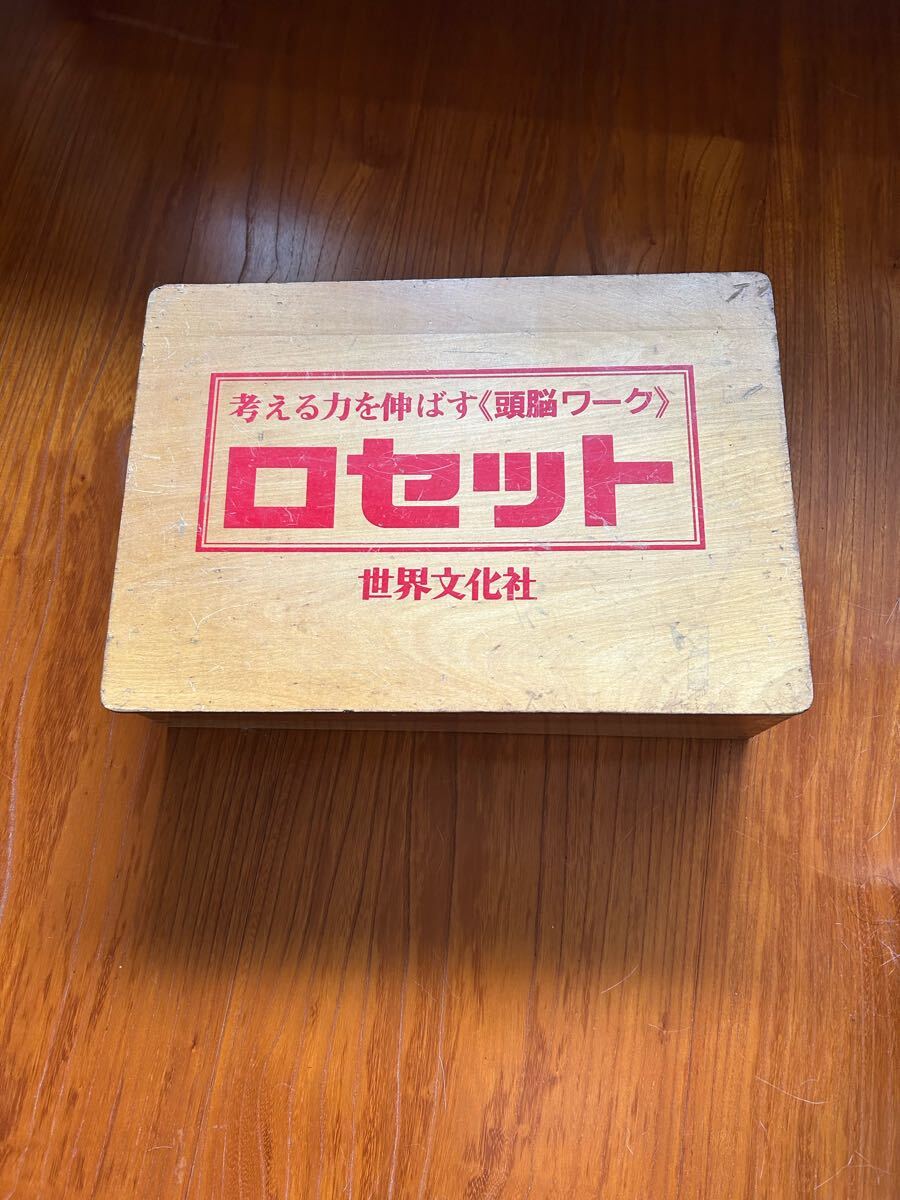 考える力を伸ばす《頭脳ワーク》
ロセット
世界文化社